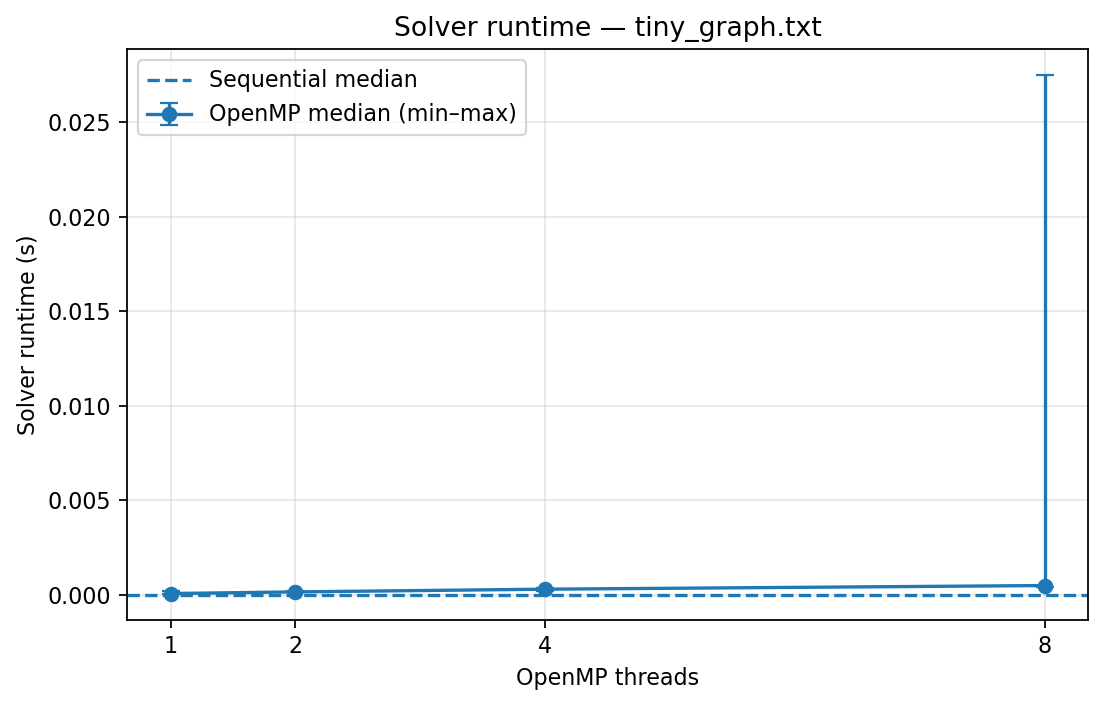 Solver runtime — tiny_graph.txt
Sequential median
OpenMP median (min–max)
Solver runtime (s)
0.025
0.020
0.015
0.010
0.005
0.000
1 2 4 8
OpenMP threads